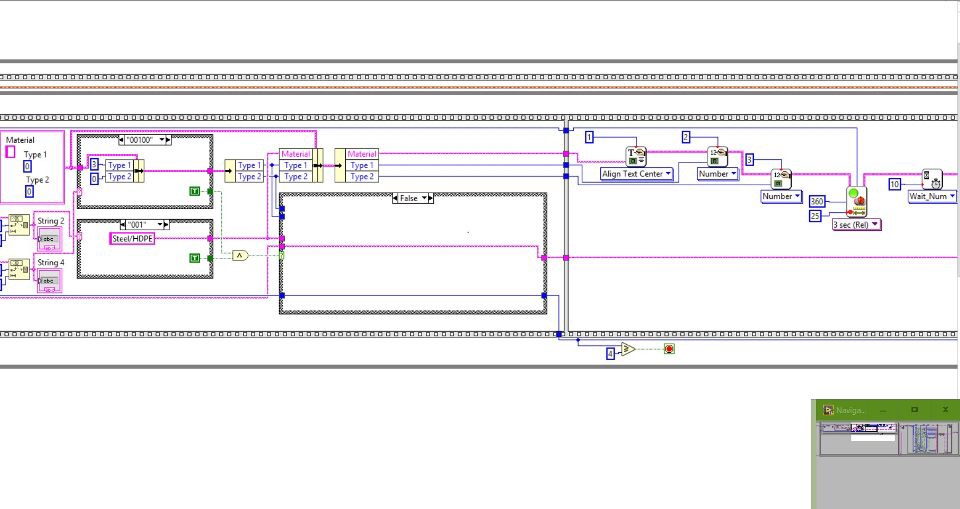 Material
Type 1
0
Type 2
0
"00100"
3
Type 1
0
Type 2
T
Type 1
Type 2
Material
Type 1
Type 2
Material
Type 1
Type 2
String 2
abc
String 4
abc
"001"
Steel/HDPE
T
False
1
Align Text Center
2
Number
3
Number
360
25
3 sec (Rel)
10
Wait_Num
4
Naviga...